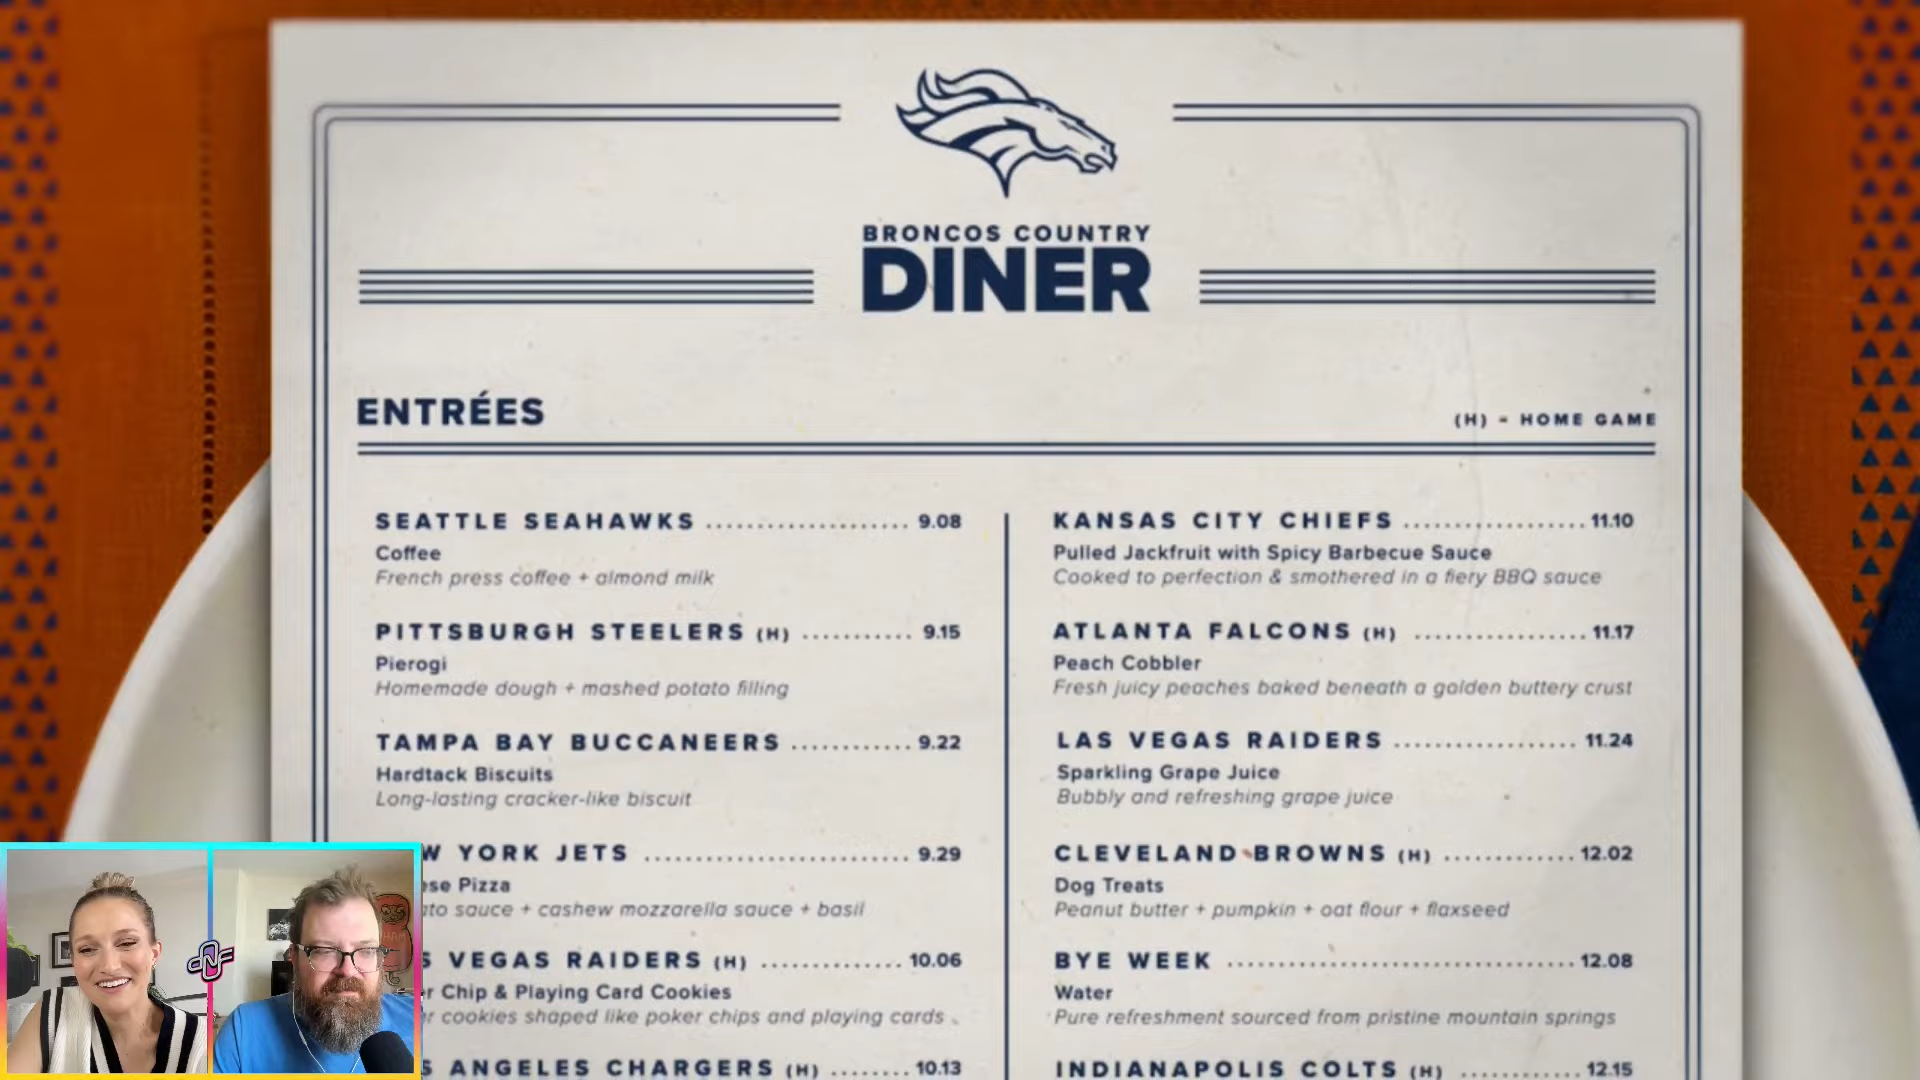 BRONCOS COUNTRY
DINER
ENTRÉES
(H) - HOME GAME
SEATTLE SEAHAWKS .................... 9.08
Coffee
French press coffee + almond milk
PITTSBURGH STEELERS (H) ........... 9.15
Pierogi
Homemade dough + mashed potato filling
TAMPA BAY BUCCANEERS ............ 9.22
Hardtack Biscuits
Long-lasting cracker-like biscuit
W YORK JETS .......................... 9.29
ese Pizza
to sauce + cashew mozzarella sauce + basil
S VEGAS RAIDERS (H) .............. 10.06
r Chip & Playing Card Cookies
r cookies shaped like poker chips and playing cards
S ANGELES CHARGERS (H) ........ 10.13
KANSAS CITY CHIEFS .................. 11.10
Pulled Jackfruit with Spicy Barbecue Sauce
Cooked to perfection & smothered in a fiery BBQ sauce
ATLANTA FALCONS (H) ................. 11.17
Peach Cobbler
Fresh juicy peaches baked beneath a golden buttery crust
LAS VEGAS RAIDERS .................. 11.24
Sparkling Grape Juice
Bubbly and refreshing grape juice
CLEVELAND BROWNS (H) ............. 12.02
Dog Treats
Peanut butter + pumpkin + oat flour + flaxseed
BYE WEEK ................................... 12.08
Water
Pure refreshment sourced from pristine mountain springs
INDIANAPOLIS COLTS (H) ........... 12.15